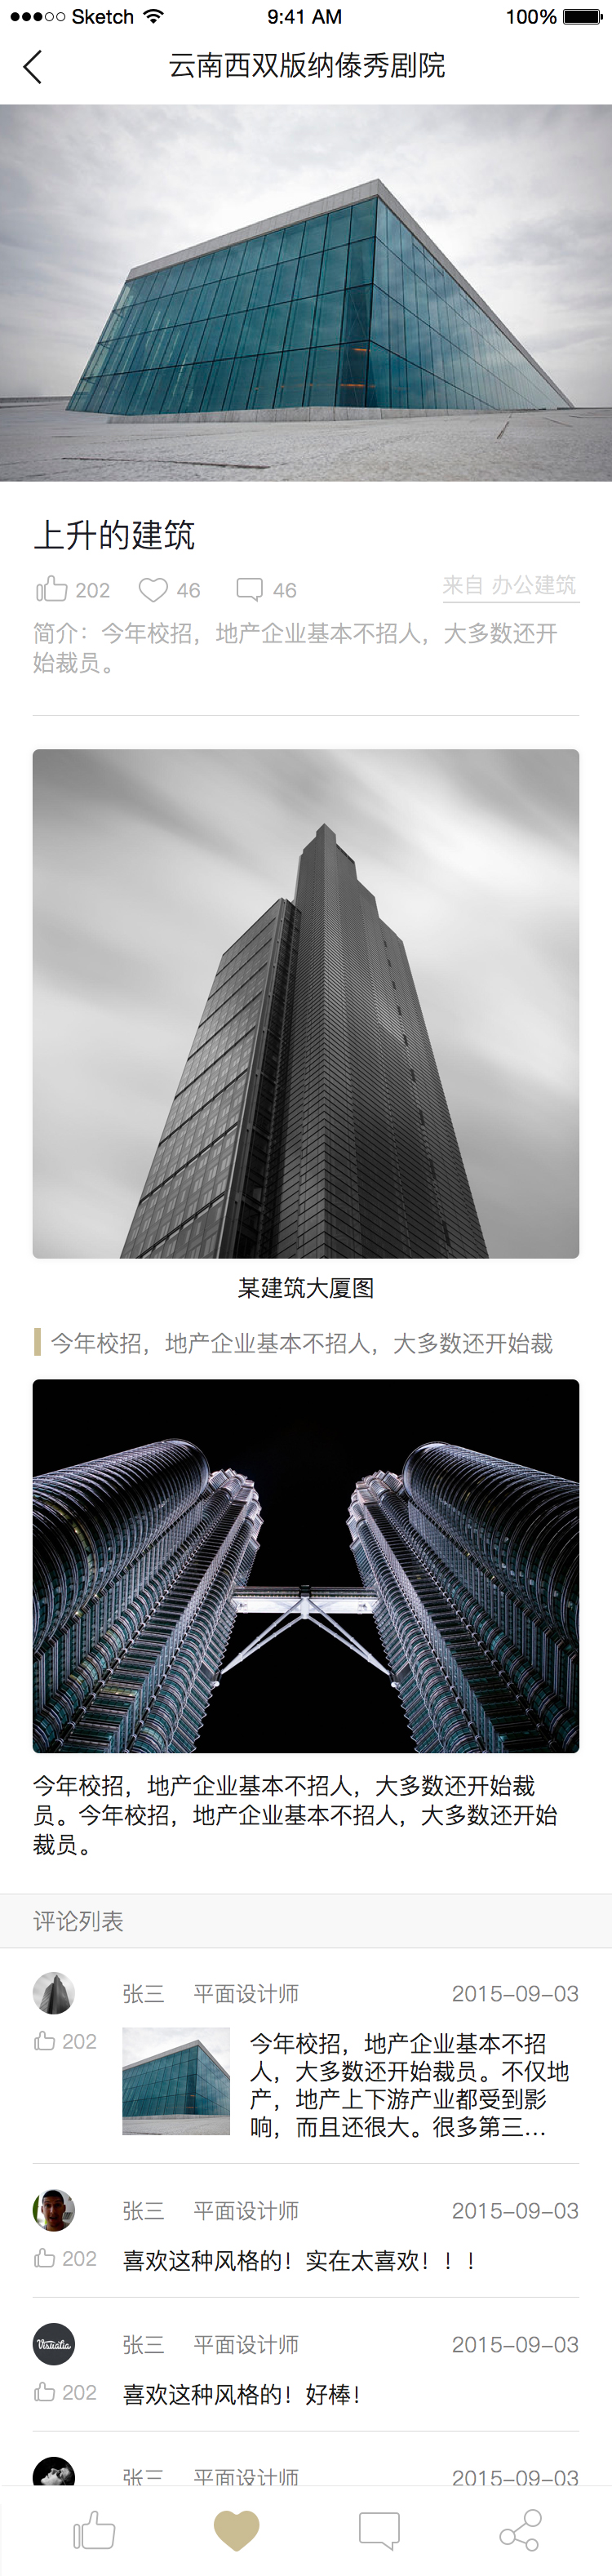 Sketch 9:41 AM 100%
云南西双版纳傣秀剧院
上升的建筑
202 46 46 来自 办公建筑
简介：今年校招，地产企业基本不招人，大多数还开
始裁员。
某建筑大厦图
今年校招，地产企业基本不招人，大多数还开始裁
今年校招，地产企业基本不招人，大多数还开始裁
员。今年校招，地产企业基本不招人，大多数还开始
裁员。
评论列表
张三 平面设计师 2015-09-03
202
今年校招，地产企业基本不招
人，大多数还开始裁员。不仅地
产，地产上下游产业都受到影
响，而且还很大。很多第三...
张三 平面设计师 2015-09-03
202 喜欢这种风格的！实在太喜欢！！！
Visualia 张三 平面设计师 2015-09-03
202 喜欢这种风格的！好棒！
张三 平面设计师 2015-09-03